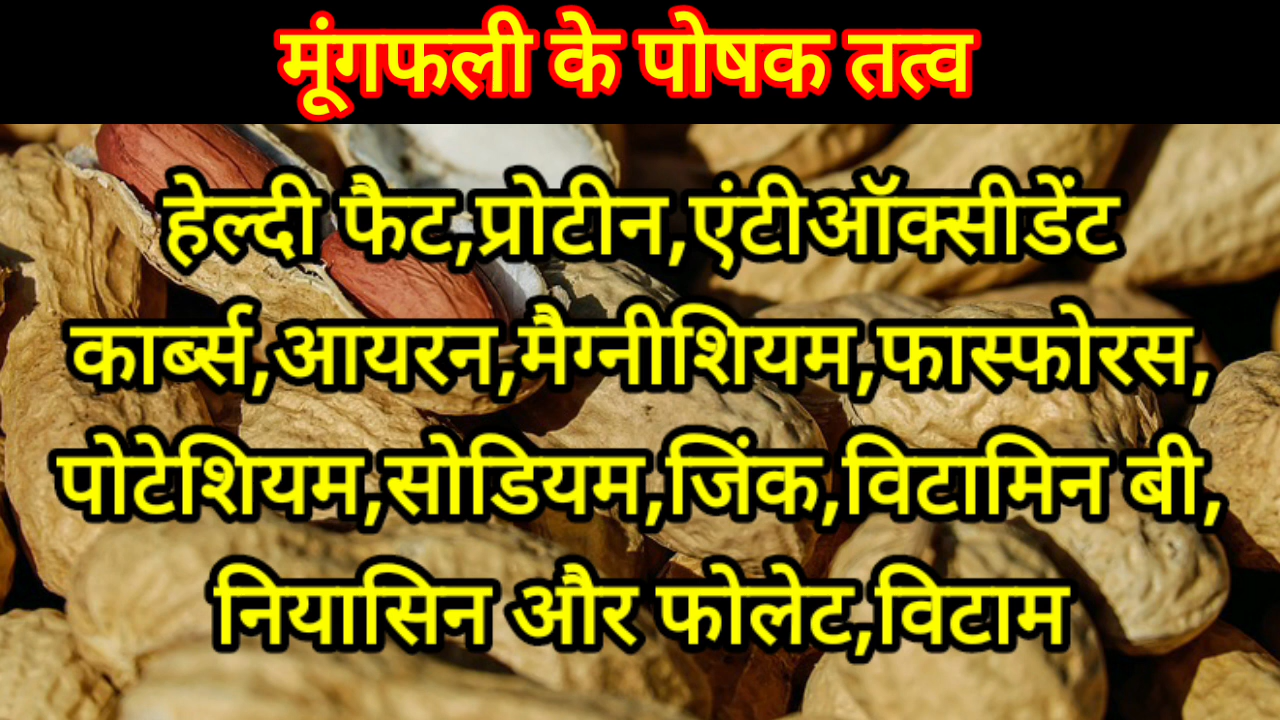 मूंगफली के पोषक तत्व
हेल्दी फैट,प्रोटीन,एंटीऑक्सीडेंट
कार्ब्स,आयरन,मैग्नीशियम,फास्फोरस,
पोटेशियम,सोडियम,जिंक,विटामिन बी,
नियासिन और फोलेट,विटाम